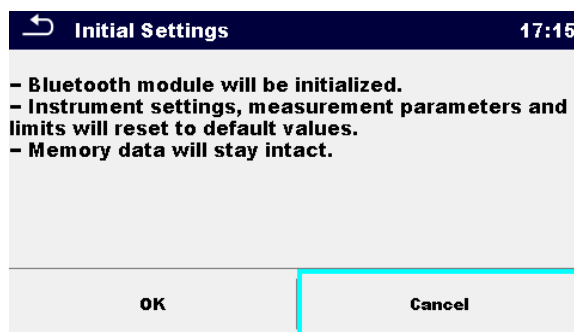 Initial Settings 17:15
– Bluetooth module will be initialized.
– Instrument settings, measurement parameters and
limits will reset to default values.
– Memory data will stay intact.
OK Cancel